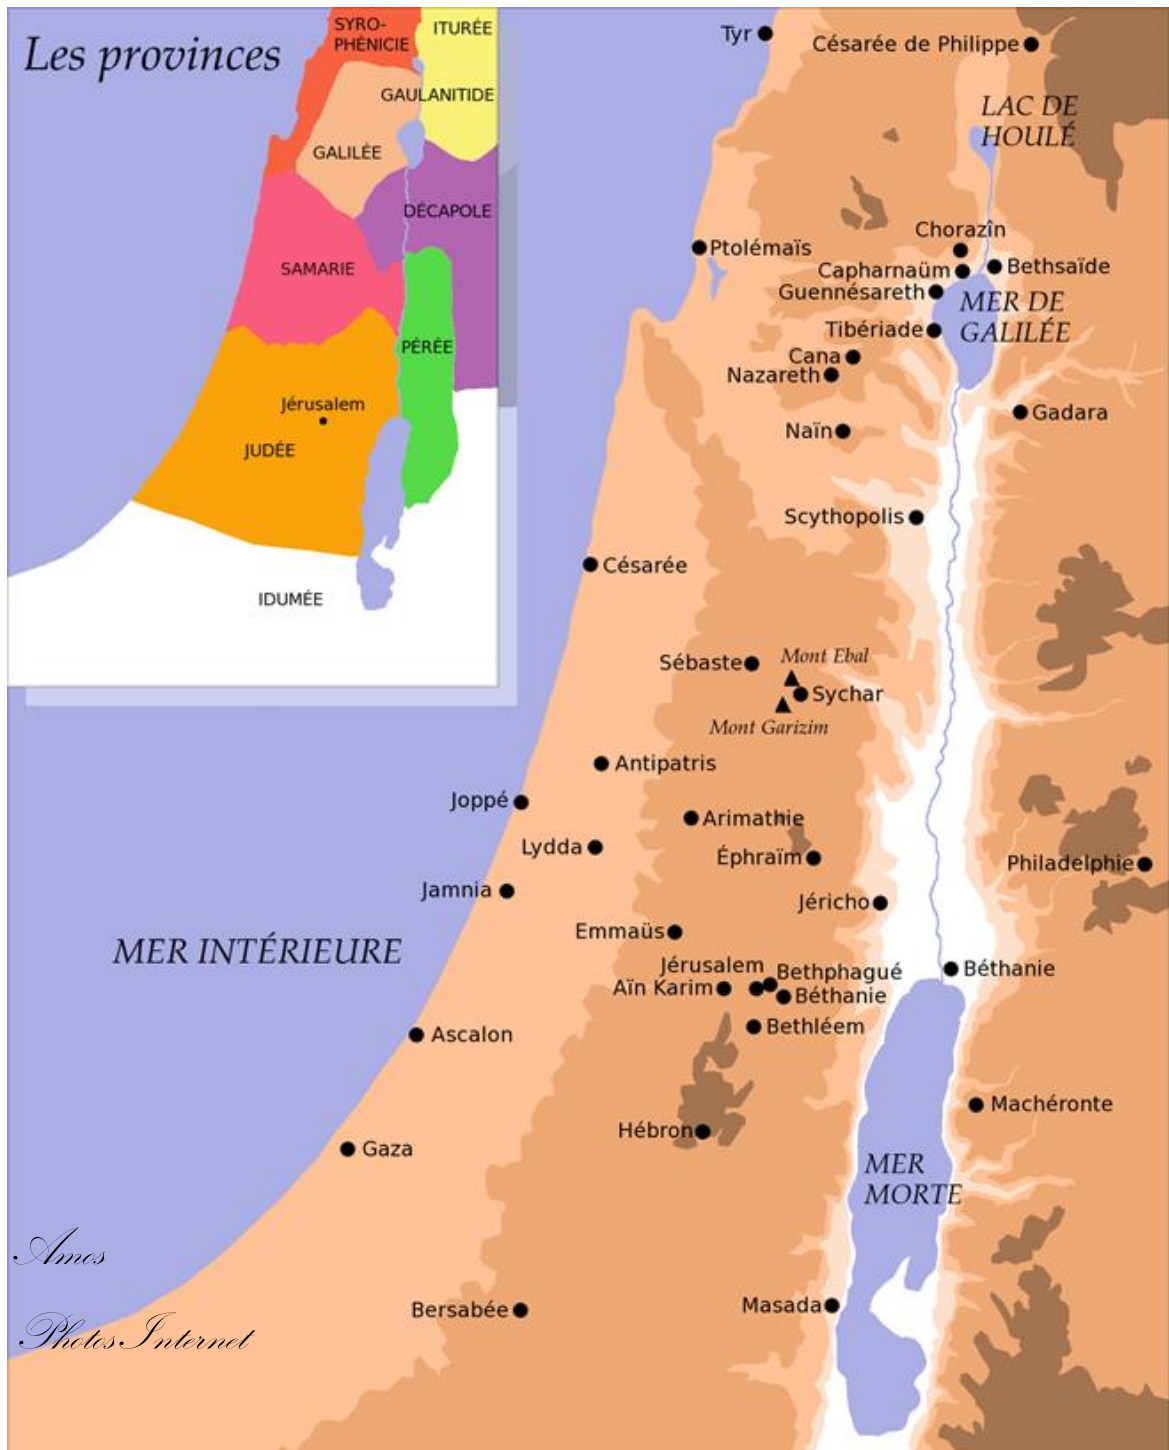 Les provinces
SYRO-
PHÈNICIE
ITURÉE
GAULANITIDE
GALILÉE
DÉCAPOLE
SAMARIE
PÉRÉE
Jérusalem
JUDÉE
IDUMÉE
Tyr
Césarée de Philippe
LAC DE
HOULÉ
Chorazîn
Ptolémaïs
Capharnaüm
Bethsaïde
Guennésareth
MER DE
GALILÉE
Tibériade
Cana
Nazareth
Gadara
Naïn
Scythopolis
Césarée
Mont Ebal
Sébaste
Sychar
Mont Garizim
Antipatris
Joppé
Arimathie
Lydda
Éphraïm
Philadelphie
Jamnia
Jéricho
Emmaüs
MER INTÉRIEURE
Jérusalem
Bethphagué
Béthanie
Aïn Karim
Béthanie
Bethléem
Ascalon
Machéronte
Hébron
Gaza
MER
MORTE
Amos
Bersabée
Masada
Photos Internet